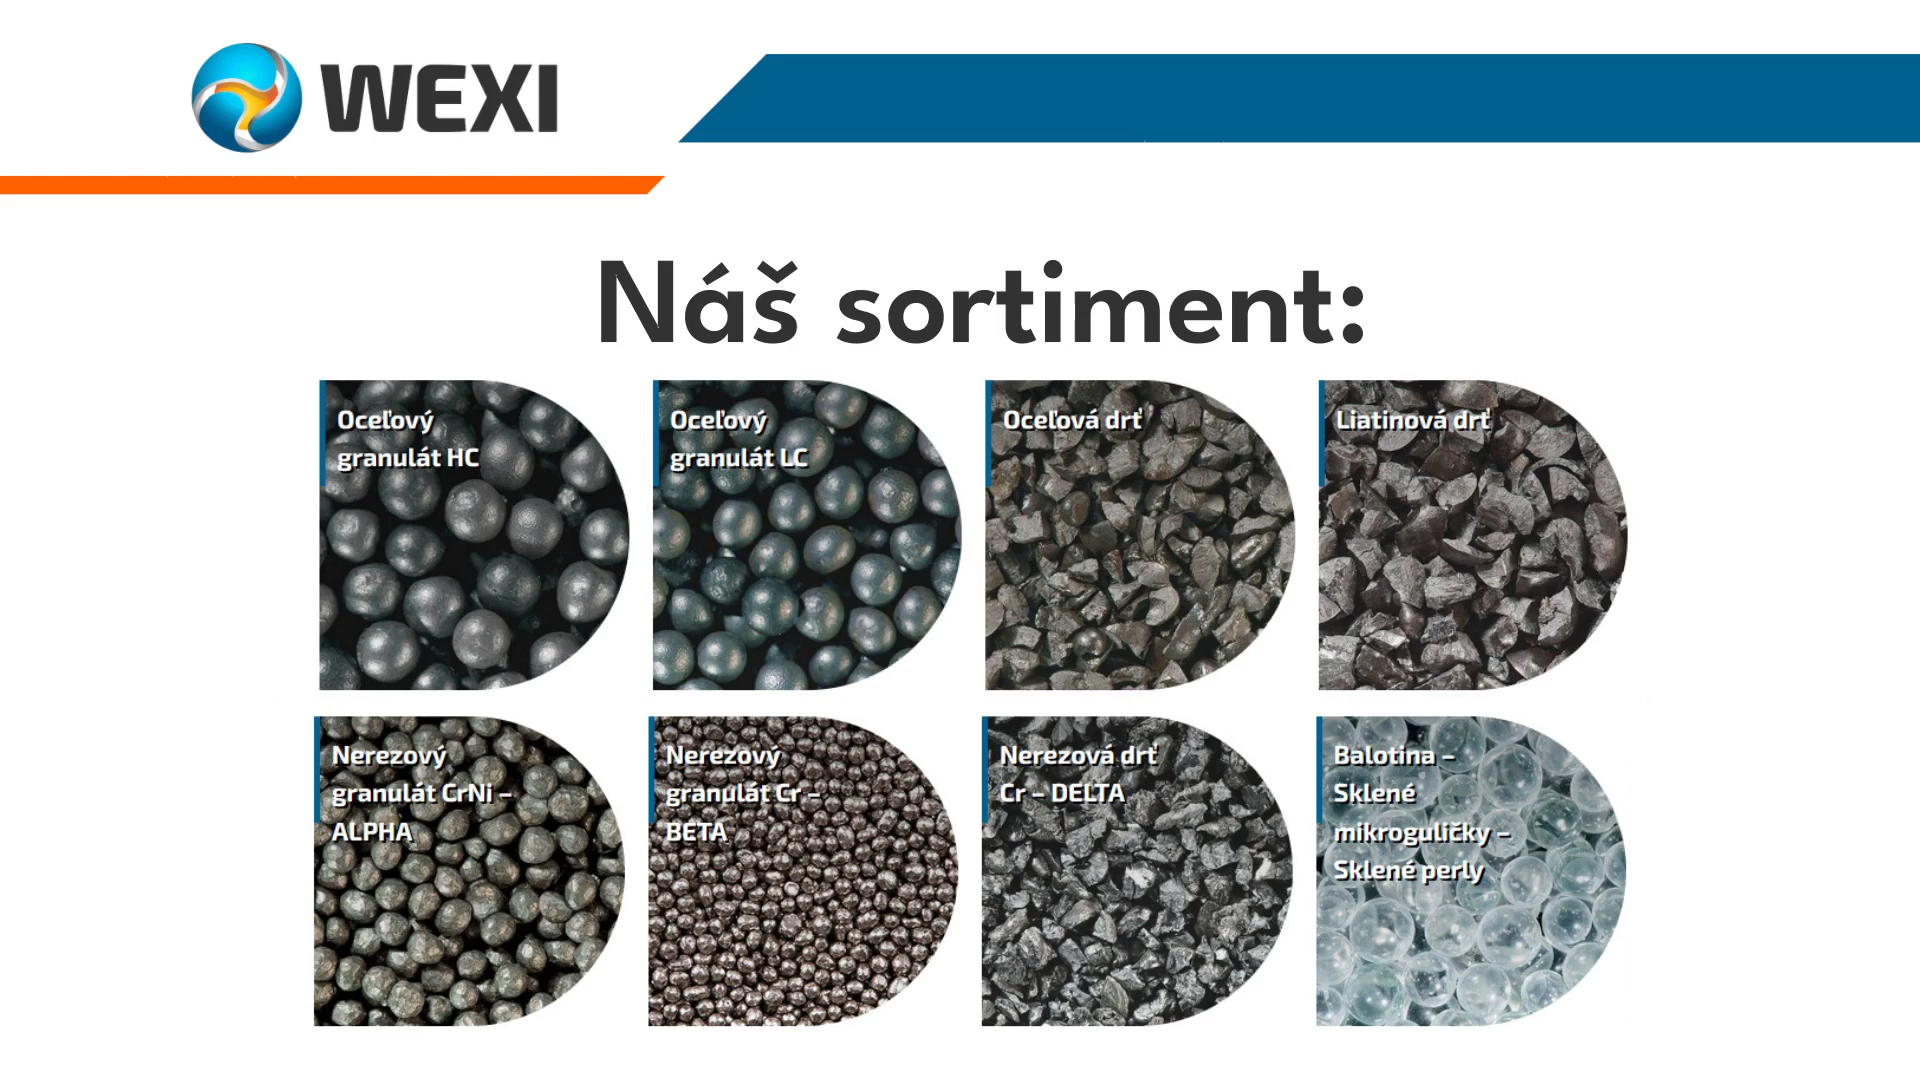 WEXI
Náš sortiment:
Oceľový
granulát HC
Oceľový
granulát LC
Oceľová drť
Liatinová drť
Nerezový
granulát CrNi –
ALPHA
Nerezový
granulát Cr –
BETA
Nerezová drť
Cr – DELTA
Balotina –
Sklené
mikroguličky –
Sklené perly